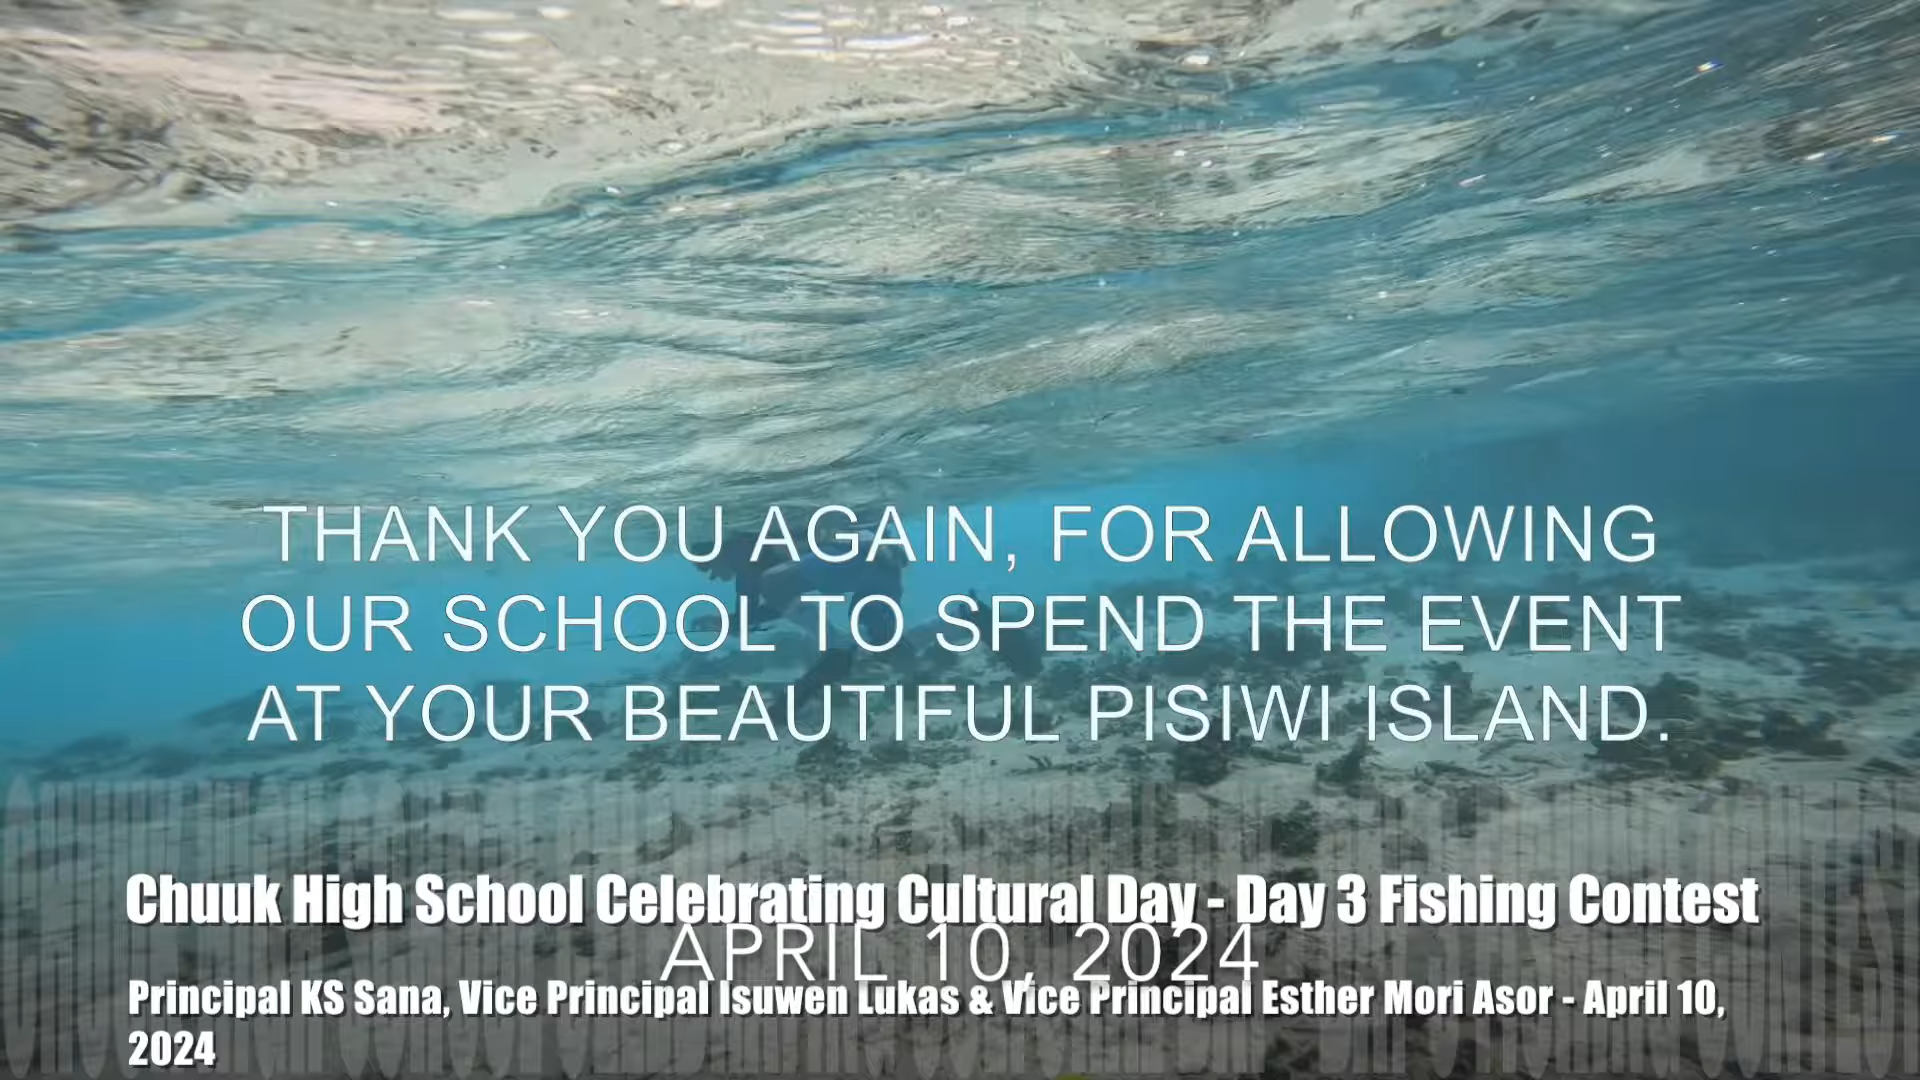 THANK YOU AGAIN, FOR ALLOWING
OUR SCHOOL TO SPEND THE EVENT
AT YOUR BEAUTIFUL PISIWI ISLAND.
Chuuk High School Celebrating Cultural Day - Day 3 Fishing Contest
APRIL 10, 2024
Principal KS Sana, Vice Principal Isuwen Lukas & Vice Principal Esther Mori Asor - April 10,
2024